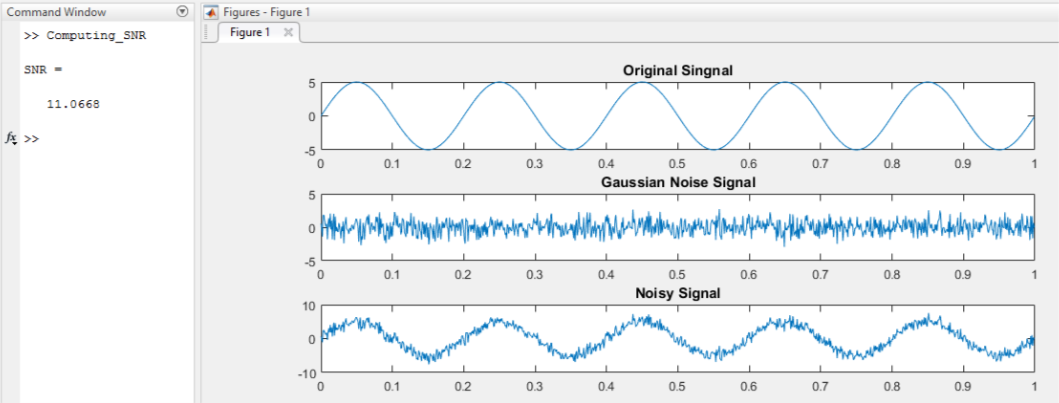 Command Window
>> Computing_SNR
SNR =
11.0668
fx >>
Figures - Figure 1
Figure 1
Original Singnal
5
0
-5
0 0.1 0.2 0.3 0.4 0.5 0.6 0.7 0.8 0.9 1
Gaussian Noise Signal
5
0
-5
0 0.1 0.2 0.3 0.4 0.5 0.6 0.7 0.8 0.9 1
Noisy Signal
10
0
-10
0 0.1 0.2 0.3 0.4 0.5 0.6 0.7 0.8 0.9 1